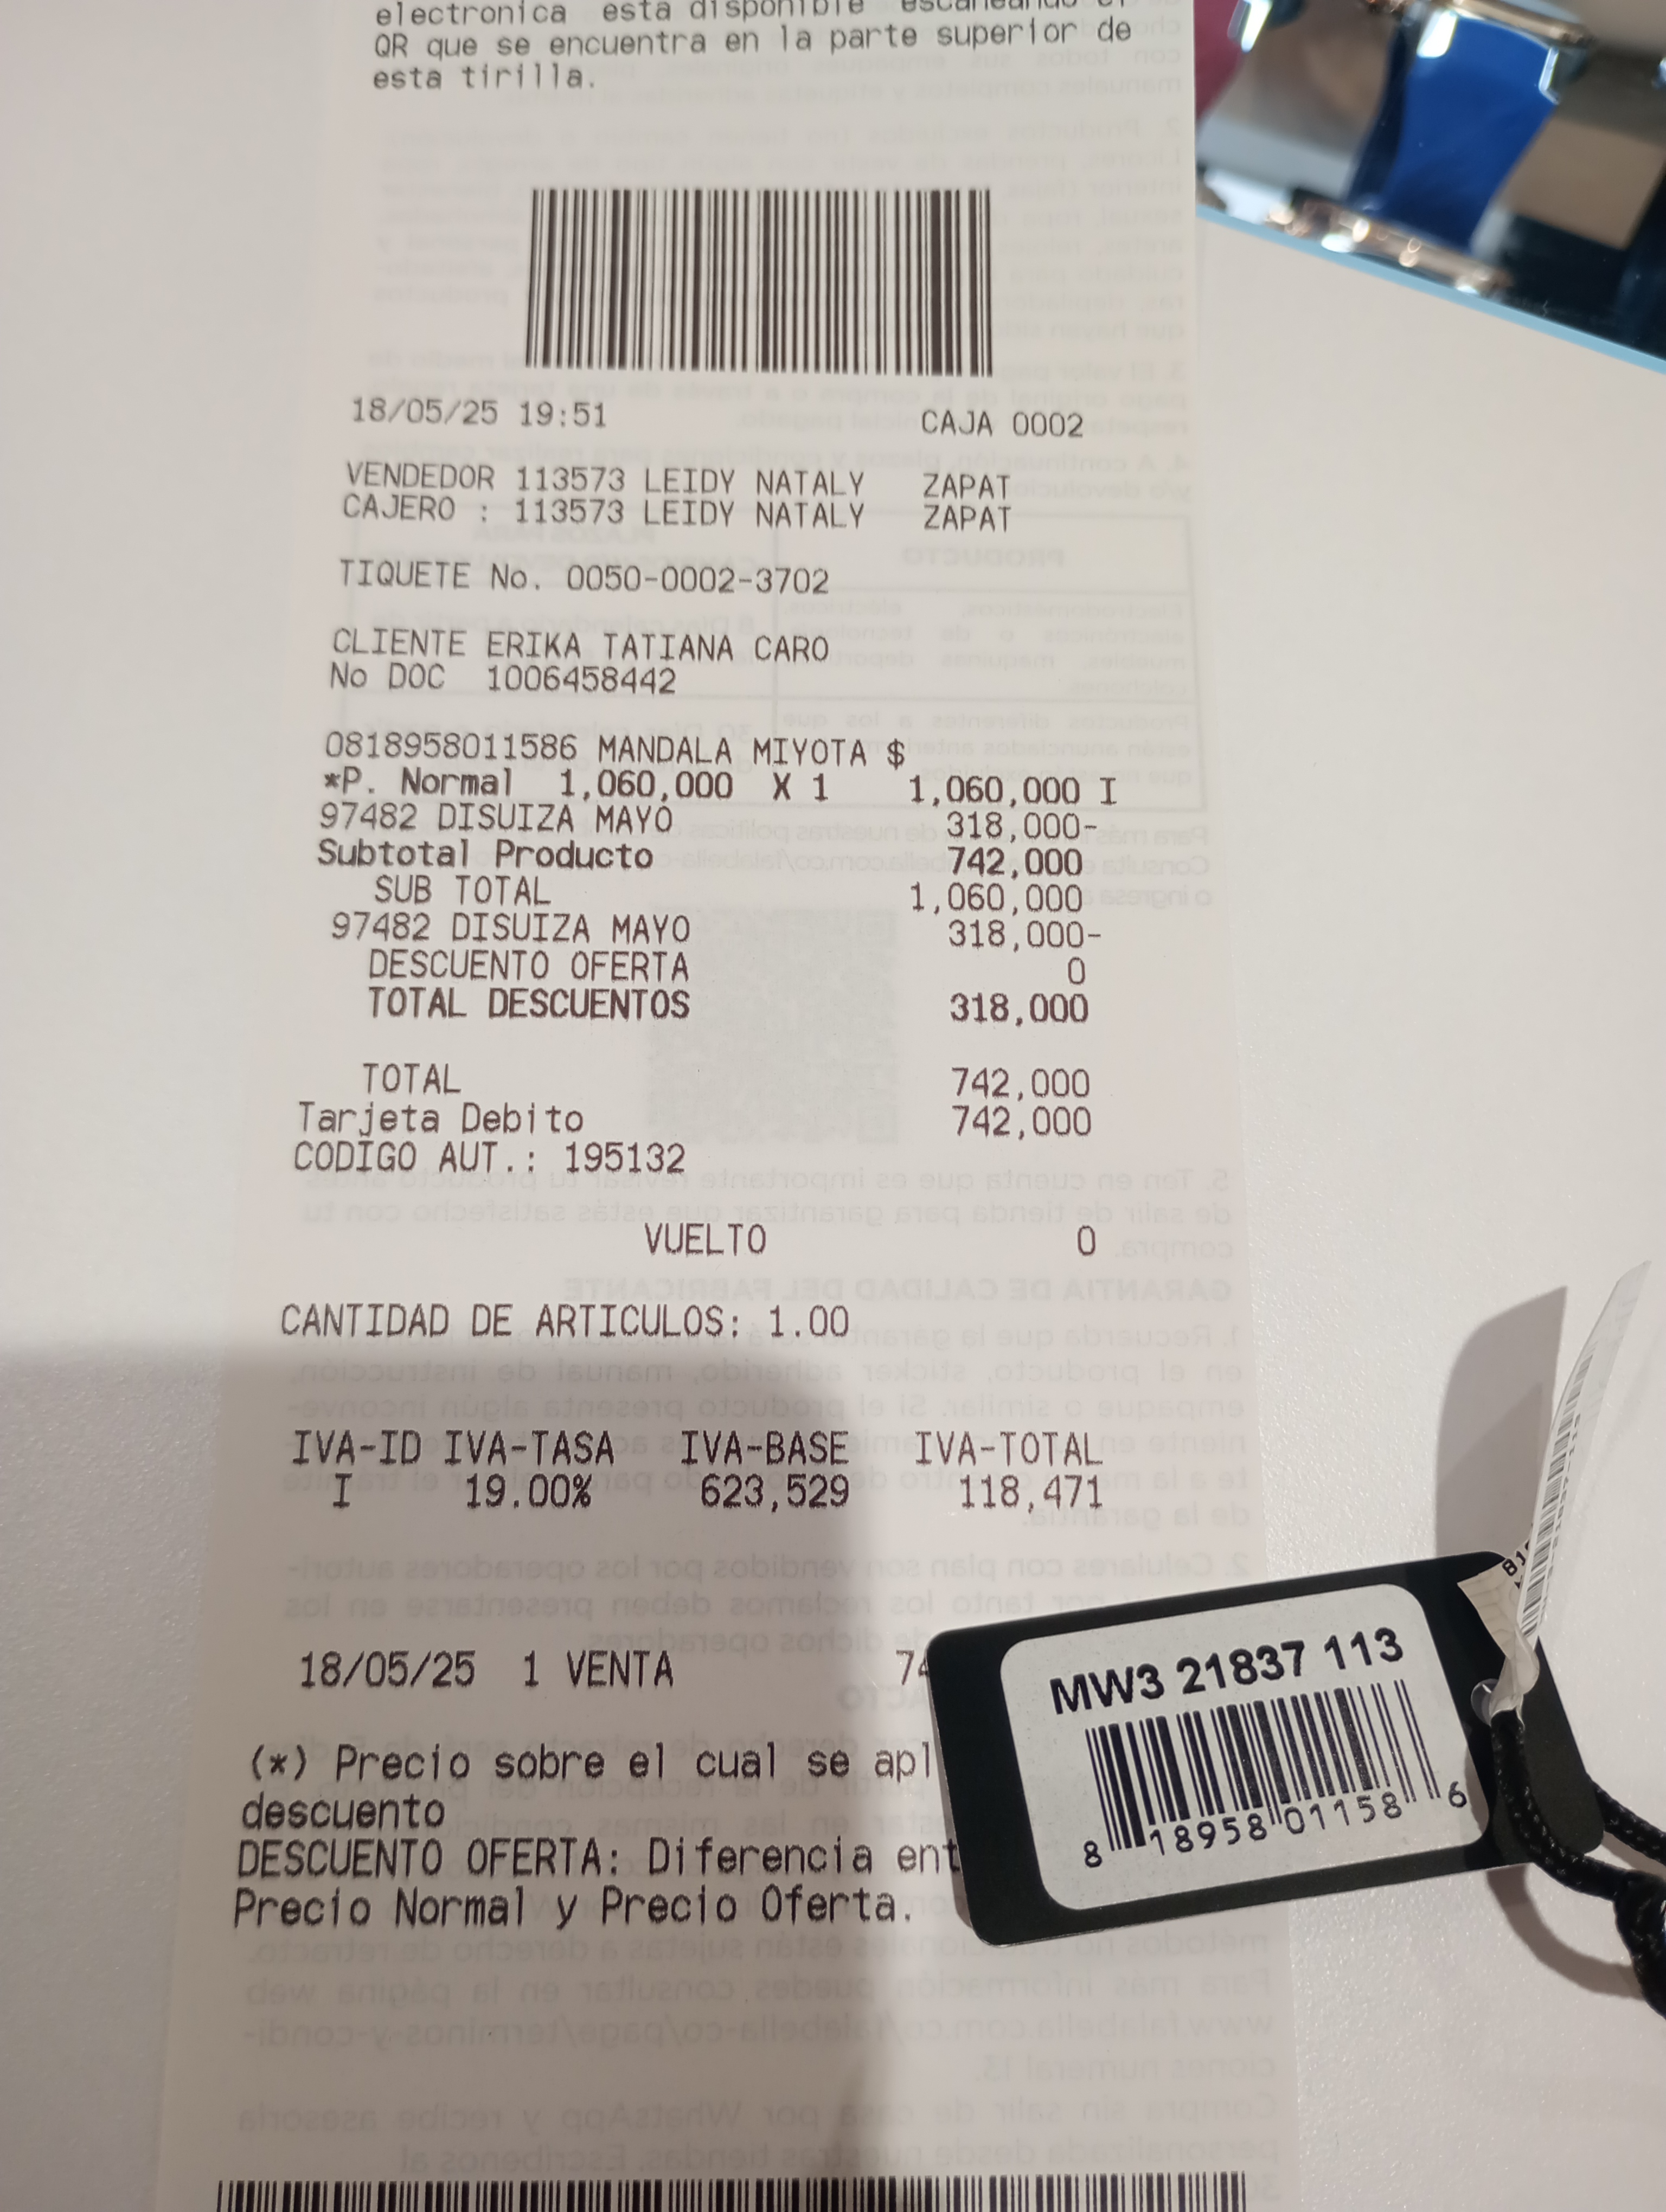 electronica esta disponible escaneando el
QR que se encuentra en la parte superior de
esta tirilla.
18/05/25 19:51 CAJA 0002
VENDEDOR 113573 LEIDY NATALY ZAPAT
CAJERO : 113573 LEIDY NATALY ZAPAT
TIQUETE No. 0050-0002-3702
CLIENTE ERIKA TATIANA CARO
No DOC 1006458442
0818958011586 MANDALA MIYOTA $
*P. Normal 1,060,000 X 1 1,060,000 I
97482 DISUIZA MAYO 318,000-
Subtotal Producto 742,000
SUB TOTAL 1,060,000
97482 DISUIZA MAYO 318,000-
DESCUENTO OFERTA 0
TOTAL DESCUENTOS 318,000
TOTAL 742,000
Tarjeta Debito 742,000
CODIGO AUT.: 195132
VUELTO 0
CANTIDAD DE ARTICULOS: 1.00
IVA-ID IVA-TASA IVA-BASE IVA-TOTAL
I 19.00% 623,529 118,471
18/05/25 1 VENTA 74
(*) Precio sobre el cual se apl
descuento
DESCUENTO OFERTA: Diferencia ent
Precio Normal y Precio Oferta.
MW3 21837 113
8 18958 01158 6